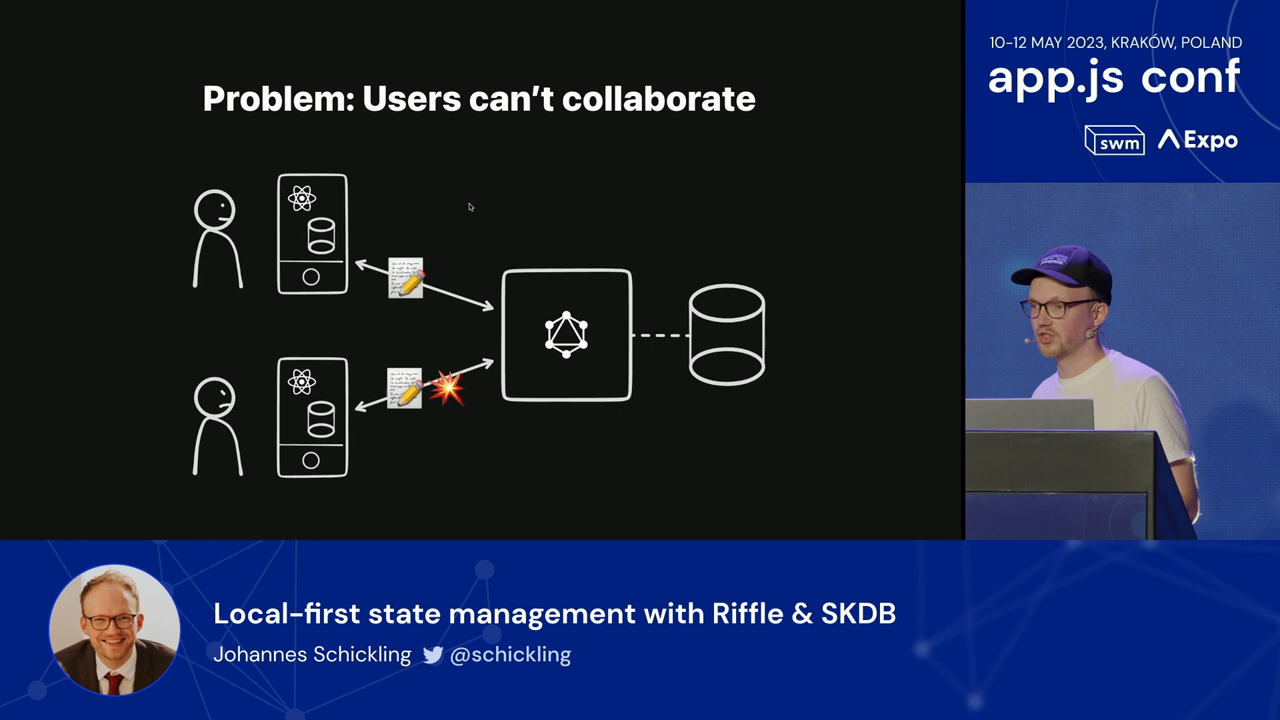 Problem: Users can’t collaborate
10–12 MAY 2023, KRAKÓW, POLAND
app.js conf
swm
Expo
Local-first state management with Riffle & SKDB
Johannes Schickling
@schickling